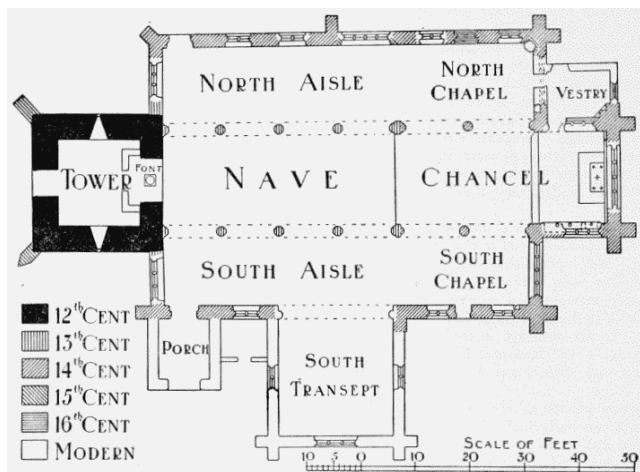 NORTH AISLE
NORTH
CHAPEL
VESTRY
TOWER
FONT
NAVE
CHANCEL
SOUTH AISLE
SOUTH
CHAPEL
12th CENT
13th CENT
14th CENT
15th CENT
16th CENT
MODERN
PORCH
SOUTH
TRANSEPT
SCALE OF FEET
10 5 0 10 20 30 40 50